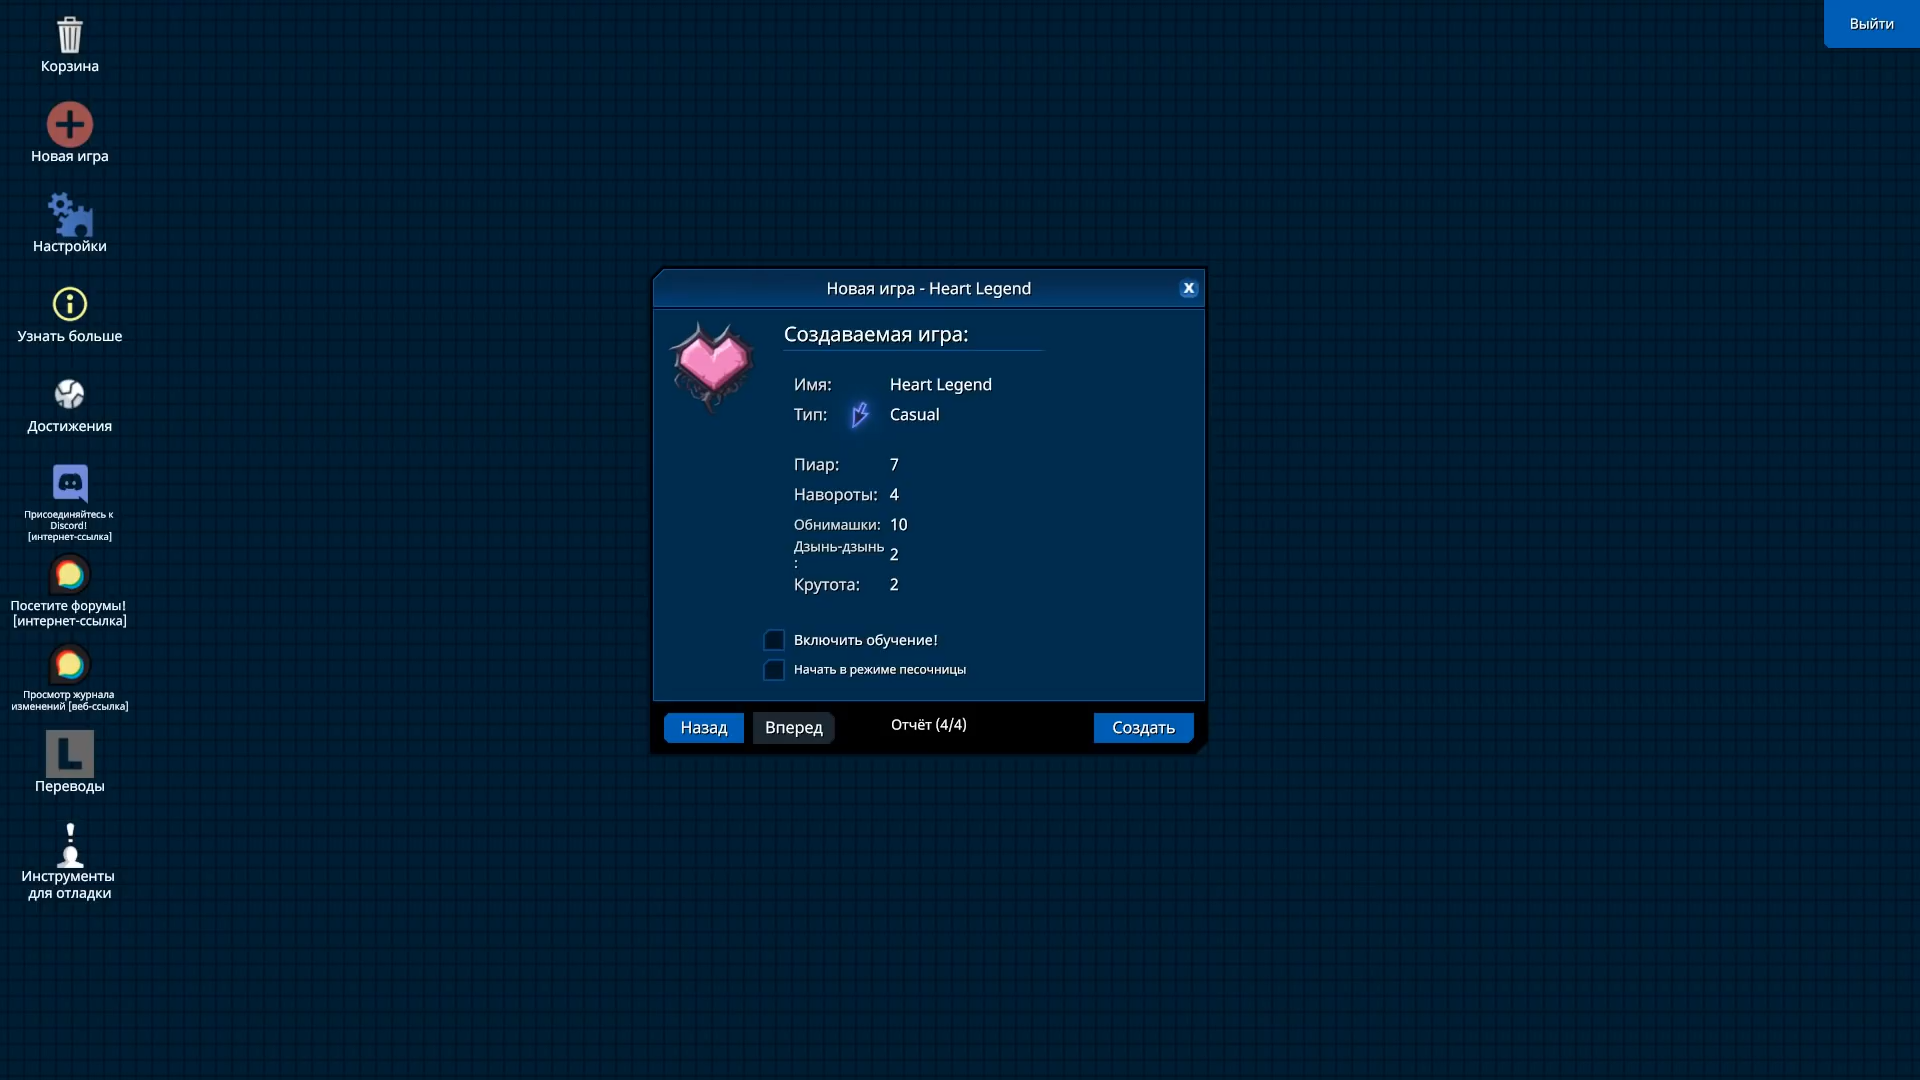 Корзина
Новая игра
Настройки
Узнать больше
Достижения
Присоединяйтесь к
Discord!
[интернет-ссылка]
Посетите форумы!
[интернет-ссылка]
Просмотр журнала
изменений [веб-ссылка]
L
Переводы
Инструменты
для отладки
Выйти
Новая игра - Heart Legend
X
Создаваемая игра:
Имя: Heart Legend
Тип: Casual
Пиар: 7
Навороты: 4
Обнимашки: 10
Дзынь-дзынь 2
:
Крутота: 2
Включить обучение!
Начать в режиме песочницы
Назад Вперед Отчёт (4/4) Создать